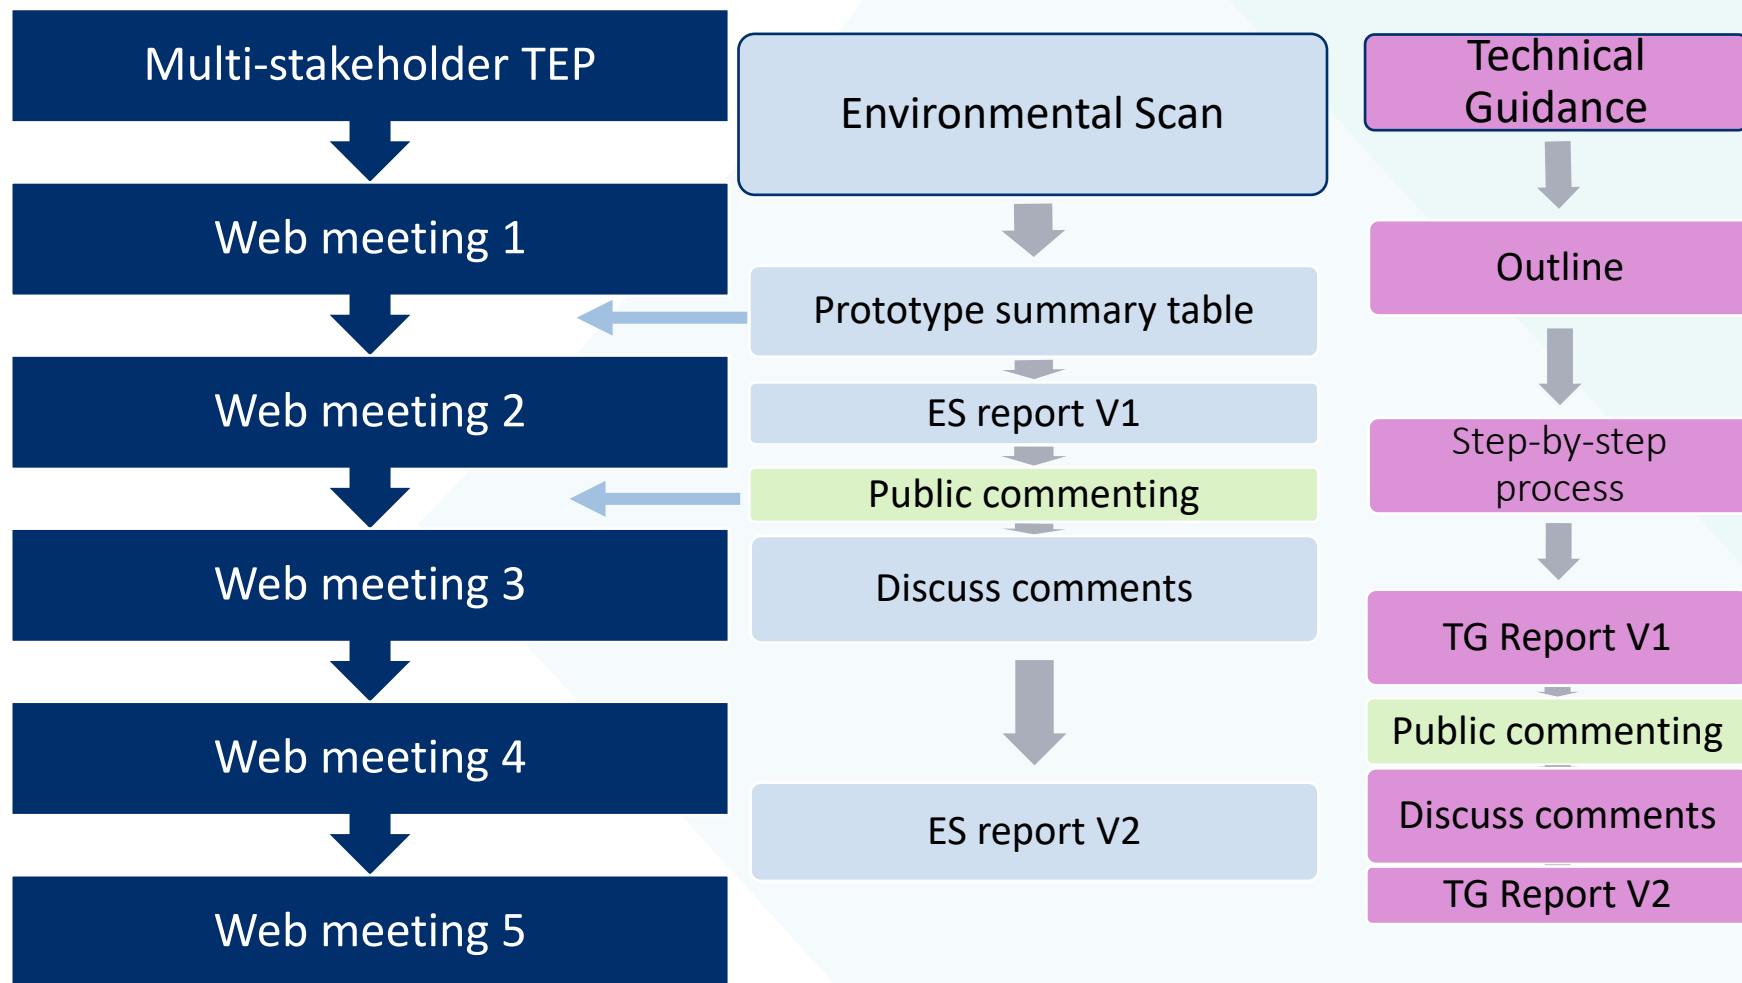 Multi-stakeholder TEP
Web meeting 1
Web meeting 2
Web meeting 3
Web meeting 4
Web meeting 5
Environmental Scan
Prototype summary table
ES report V1
Public commenting
Discuss comments
ES report V2
Technical
Guidance
Outline
Step-by-step
process
TG Report V1
Public commenting
Discuss comments
TG Report V2